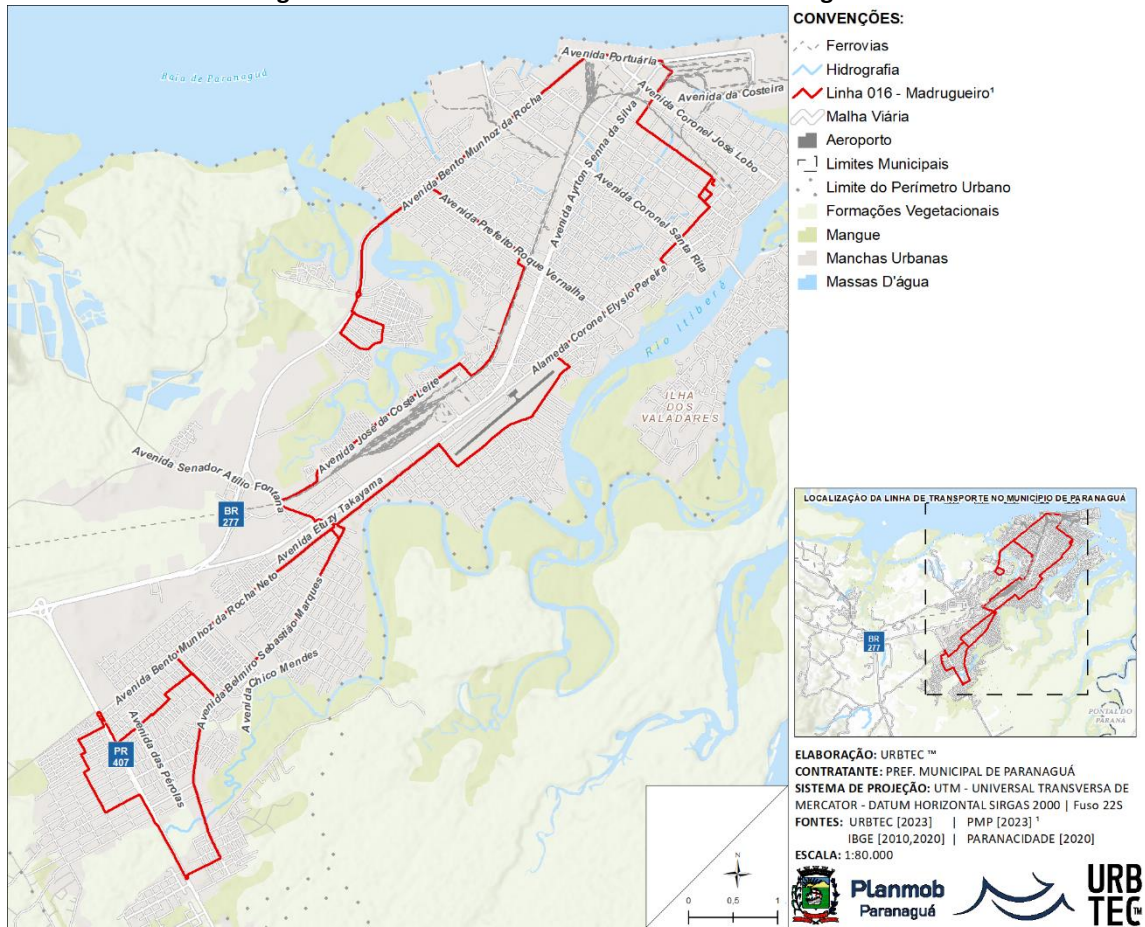 Baia de Paranaguá
Avenida Portuária
Avenida da Costeira
Avenida Bento Munhoz da Rocha
Avenida Coronel José Lobo
Avenida Ayrton Senna da Silva
Avenida Prefeito Roque Vernalha
Avenida Coronel Santa Rita
Alameda Coronel Elysio Pereira
Rio Itiberê
ILHA
DOS
VALADARES
Avenida José da Costa Leite
Avenida Senador Atílio Fontana
BR
277
Avenida Etuzy Takayama
Avenida Bento Munhoz da Rocha Neto
Avenida Belmiro Sebastião Marques
Avenida Chico Mendes
Avenida das Pérolas
PR
407
N
0 0,5 1
CONVENÇÕES:
Ferrovias
Hidrografia
Linha 016 - Madrugueiro¹
Malha Viária
Aeroporto
Limites Municipais
Limite do Perímetro Urbano
Formações Vegetacionais
Mangue
Manchas Urbanas
Massas D'água
LOCALIZAÇÃO DA LINHA DE TRANSPORTE NO MUNICÍPIO DE PARANAGUÁ
BR
277
PONTAL DO
PARANÁ
ELABORAÇÃO: URBTEC ™
CONTRATANTE: PREF. MUNICIPAL DE PARANAGUÁ
SISTEMA DE PROJEÇÃO: UTM - UNIVERSAL TRANSVERSA DE
MERCATOR - DATUM HORIZONTAL SIRGAS 2000 | Fuso 22S
FONTES: URBTEC [2023] | PMP [2023] ¹
IBGE [2010,2020] | PARANACIDADE [2020]
ESCALA: 1:80.000
Planmob
Paranaguá
URB
TEC™